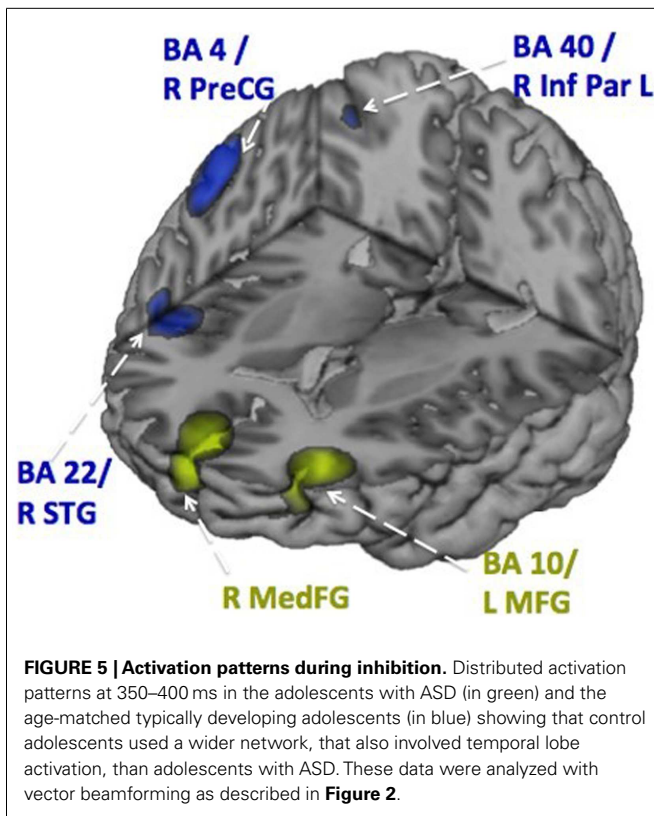 BA 4 /
R PreCG
BA 40 /
R Inf Par L
BA 22/
R STG
R MedFG
BA 10/
L MFG
FIGURE 5 | Activation patterns during inhibition. Distributed activation
patterns at 350–400 ms in the adolescents with ASD (in green) and the
age-matched typically developing adolescents (in blue) showing that control
adolescents used a wider network, that also involved temporal lobe
activation, than adolescents with ASD. These data were analyzed with
vector beamforming as described in Figure 2.